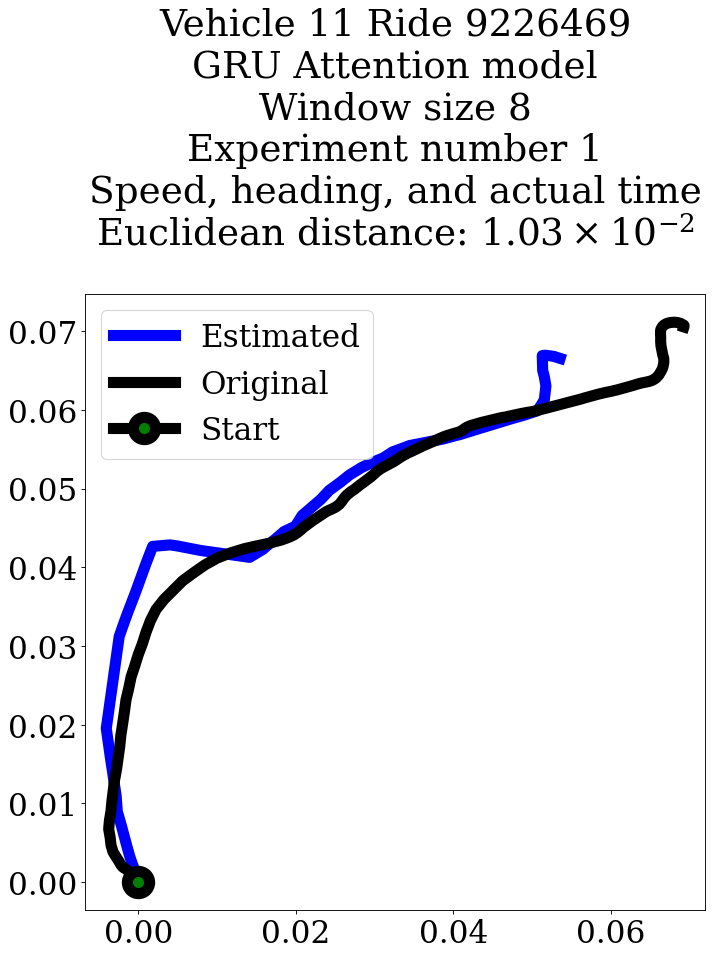 Vehicle 11 Ride 9226469
GRU Attention model
Window size 8
Experiment number 1
Speed, heading, and actual time
Euclidean distance: 1.03 × 10⁻²
Estimated
Original
Start
0.07
0.06
0.05
0.04
0.03
0.02
0.01
0.00
0.00 0.02 0.04 0.06